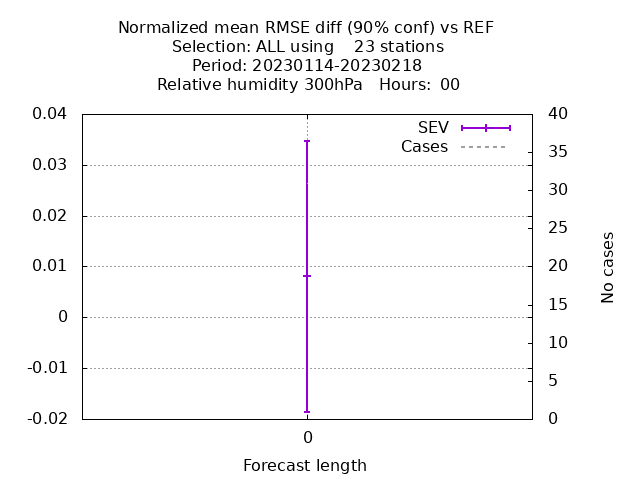 Normalized mean RMSE diff (90% conf) vs REF
Selection: ALL using    23 stations
Period: 20230114-20230218
Relative humidity 300hPa   Hours: 00
0.04
0.03
0.02
0.01
0
-0.01
-0.02
SEV
Cases
40
35
30
25
20
15
10
5
0
No cases
0
Forecast length